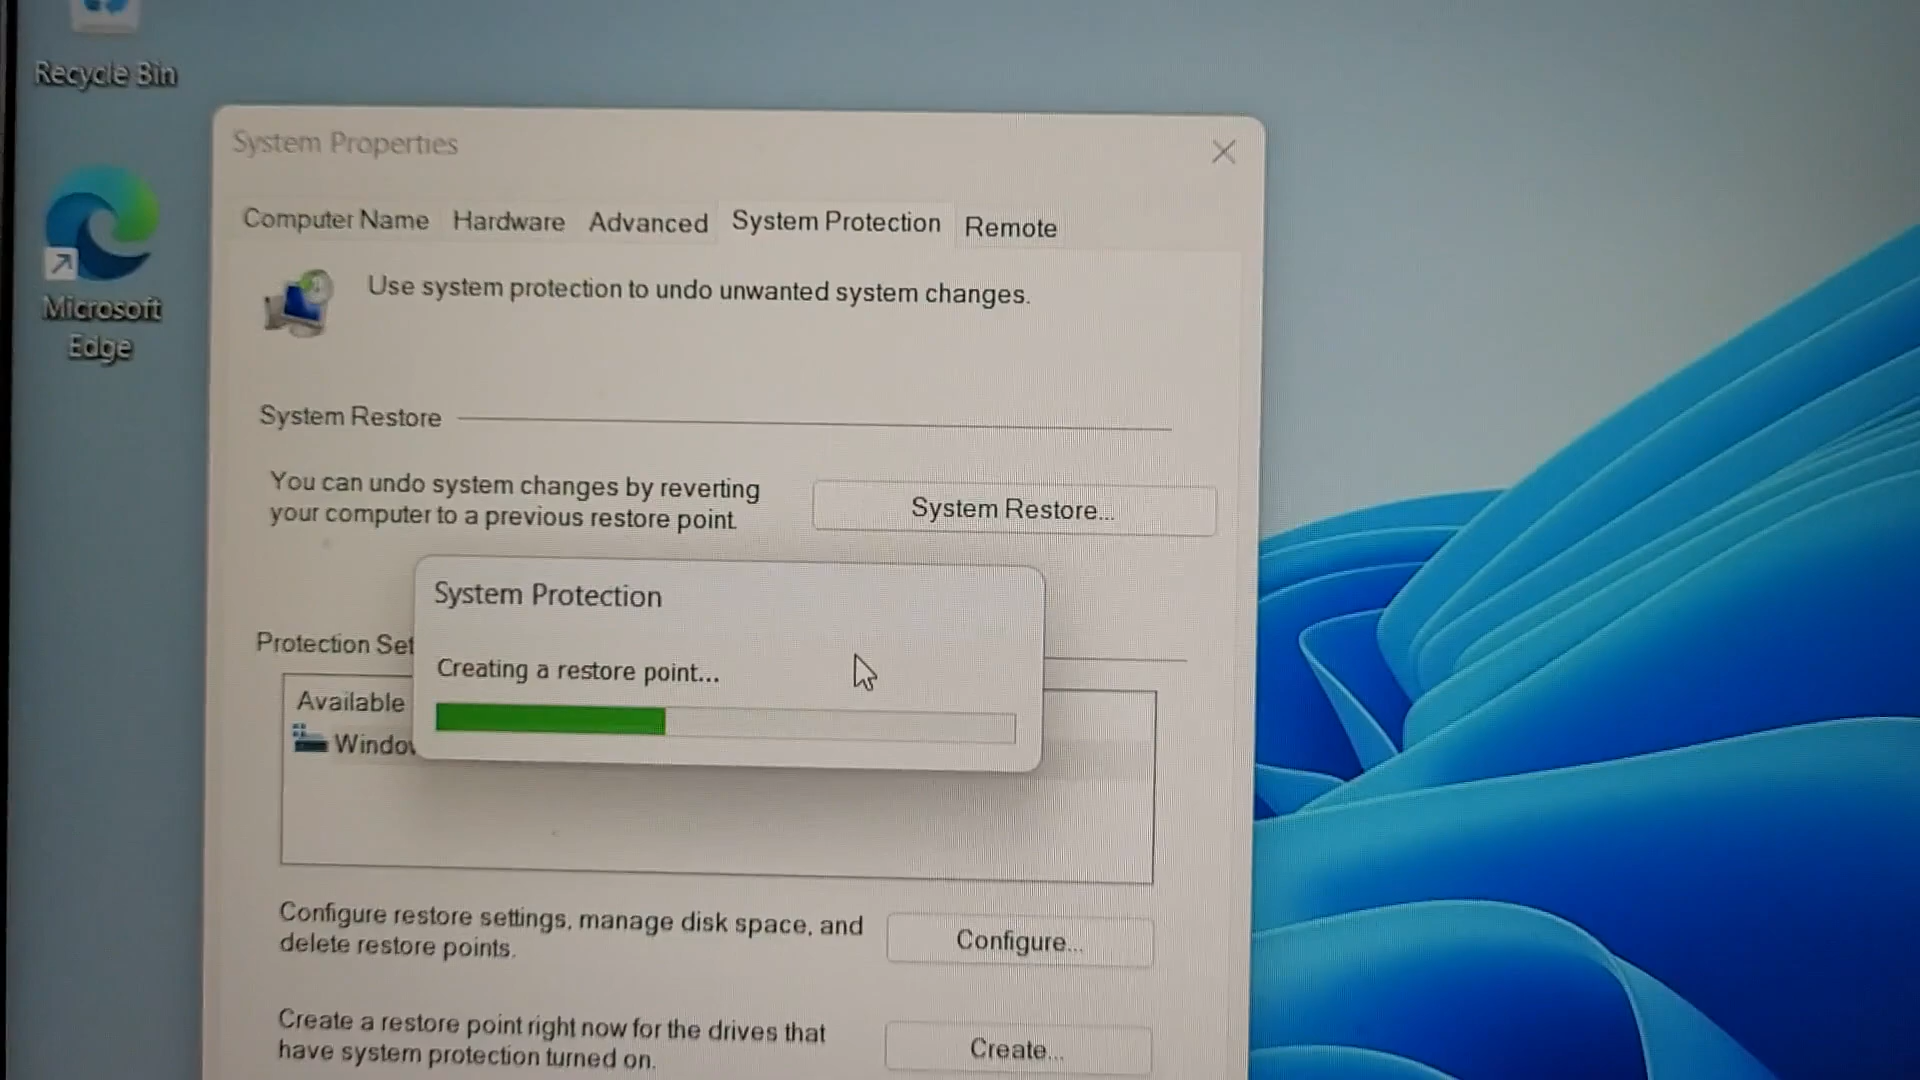 Recycle Bin
Microsoft
Edge
System Properties
Computer Name Hardware Advanced System Protection Remote
Use system protection to undo unwanted system changes.
System Restore
You can undo system changes by reverting
your computer to a previous restore point.
System Restore...
System Protection
Creating a restore point...
Protection Set
Available
Window
Configure restore settings, manage disk space, and
delete restore points.
Configure...
Create a restore point right now for the drives that
have system protection turned on.
Create...